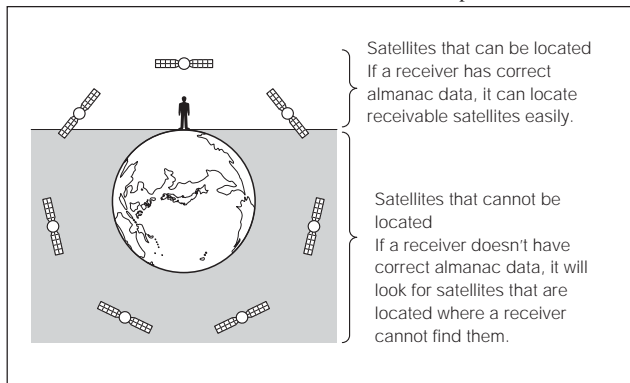 Satellites that can be located
If a receiver has correct
almanac data, it can locate
receivable satellites easily.
Satellites that cannot be
located
If a receiver doesn't have
correct almanac data, it will
look for satellites that are
located where a receiver
cannot find them.